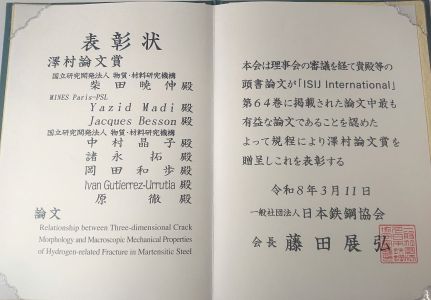 表彰状
澤村論文賞
国立研究開発法人 物質・材料研究機構
柴田曉伸 殿
MINES Paris-PSL
Yazid Madi 殿
Jacques Besson 殿
国立研究開発法人 物質・材料研究機構
中村晶子 殿
諸永拓 殿
岡田和歩 殿
Ivan Gutierrez-Urrutia 殿
原徹 殿
論文
Relationship between Three-dimensional Crack
Morphology and Macroscopic Mechanical Properties
of Hydrogen-related Fracture in Martensitic Steel
本会は理事会の審議を経て貴殿等の
頭書論文が「ISIJ International」
第64巻に掲載された論文中最も
有益な論文であることを認めた
よって規程により澤村論文賞を
贈呈しこれを表彰する
令和8年3月11日
一般社団法人 日本鉄鋼協会
会長 藤田展弘